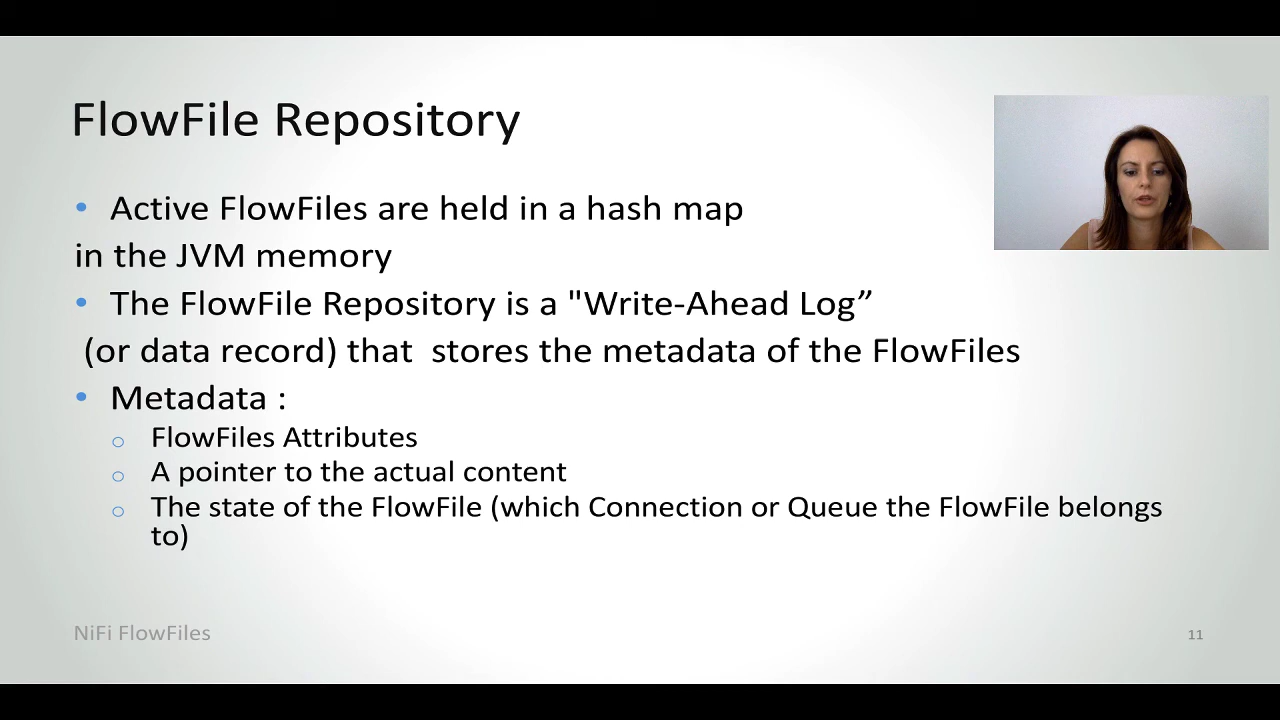 FlowFile Repository
• Active FlowFiles are held in a hash map
in the JVM memory
• The FlowFile Repository is a "Write-Ahead Log”
(or data record) that stores the metadata of the FlowFiles
• Metadata :
o FlowFiles Attributes
o A pointer to the actual content
o The state of the FlowFile (which Connection or Queue the FlowFile belongs
to)
NiFi FlowFiles
11